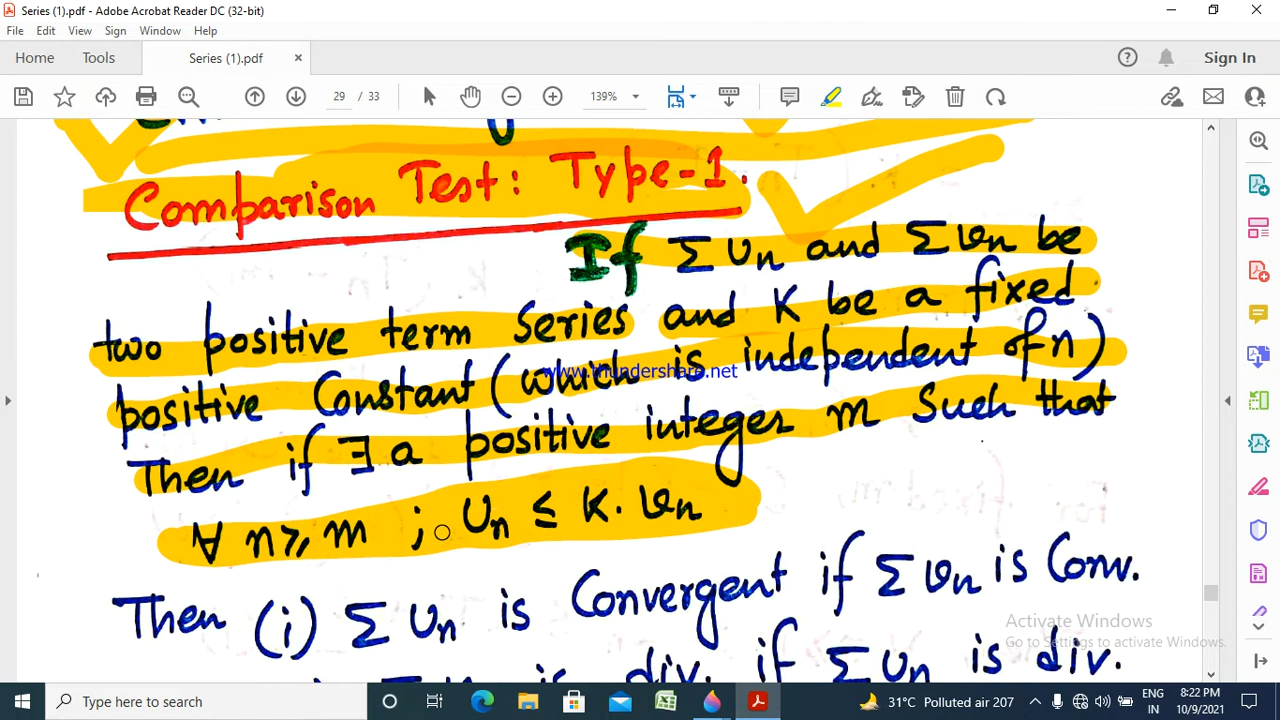 Series (1).pdf - Adobe Acrobat Reader DC (32-bit)
File Edit View Sign Window Help
Home Tools Series (1).pdf × Sign In
29 / 33 139%
Comparison Test: Type-1.
If Σ Un and Σ Vn be
two positive term Series and K be a fixed
positive Constant (which is independent of n)
www.thundershare.net
Then if ∃ a positive integer m Such that
∀ n ≥ m ; Un ≤ K. Vn
Then (i) Σ Un is Convergent if Σ Vn is Conv.
is div. if Σ Un is div.
Activate Windows
Go to Settings to activate Windows.
Type here to search
31°C Polluted air 207
ENG
IN
8:22 PM
10/9/2021